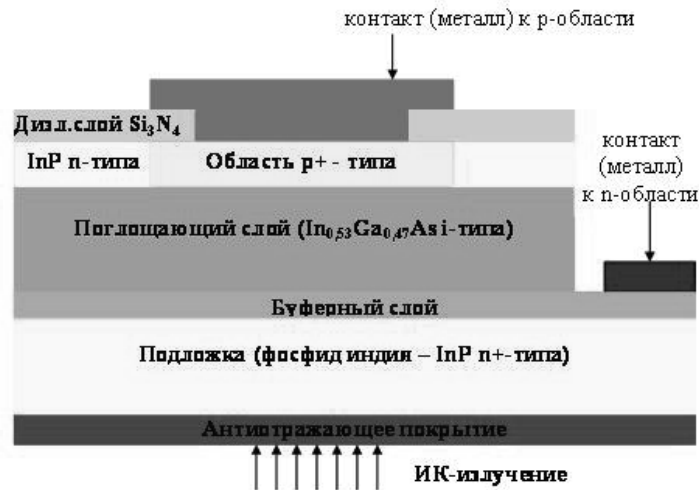 контакт (металл) к p-области
Диэл.слой Si₃N₄
InP n-типа
Область p+ - типа
контакт
(металл)
к n-области
Поглощающий слой (In₀,₅₃Ga₀,₄₇As i-типа)
Буферный слой
Подложка (фосфид индия – InP n+-типа)
Антиотражающее покрытие
ИК-излучение